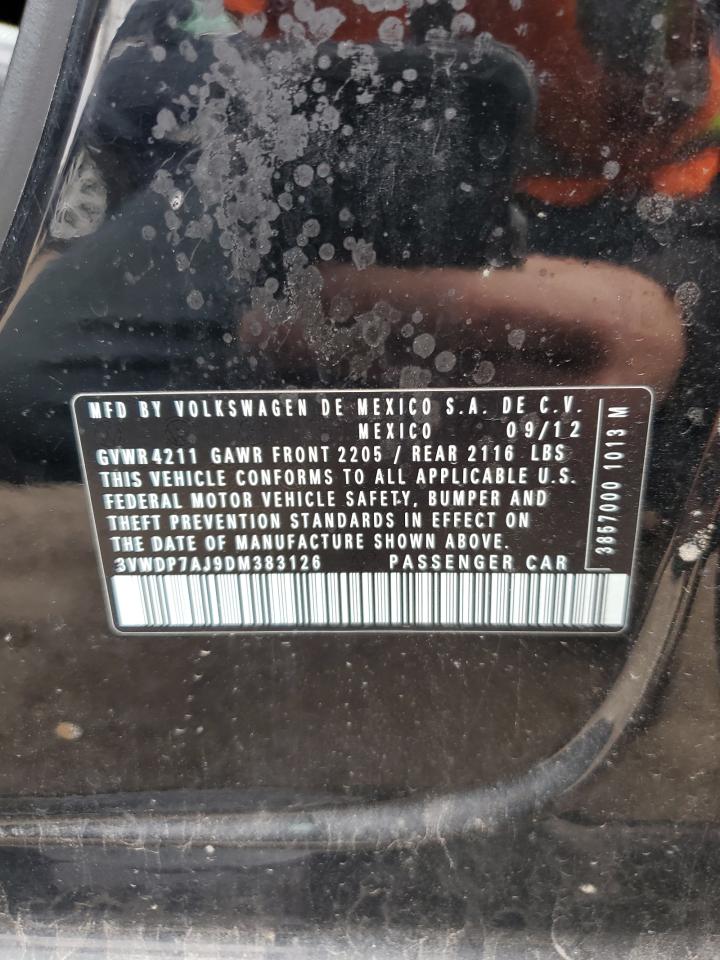 MFD BY VOLKSWAGEN DE MEXICO S.A. DE C.V.
MEXICO 09/12
GVWR 4211 GAWR FRONT 2205 / REAR 2116 LBS
THIS VEHICLE CONFORMS TO ALL APPLICABLE U.S.
FEDERAL MOTOR VEHICLE SAFETY, BUMPER AND
THEFT PREVENTION STANDARDS IN EFFECT ON
THE DATE OF MANUFACTURE SHOWN ABOVE.
3VWDP7AJ9DM383126 PASSENGER CAR
3857000 1013 M